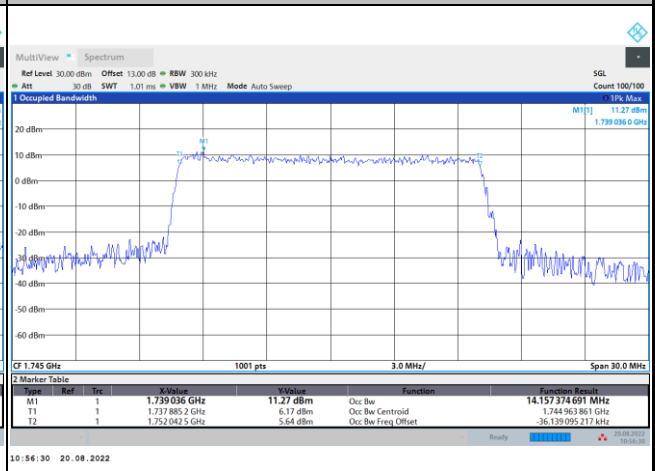 MultiView Spectrum
Ref Level 30.00 dBm Offset 13.00 dB RBW 300 kHz SGL
Att 30 dB SWT 1.01 ms VBW 1 MHz Mode Auto Sweep Count 100/100
1 Occupied Bandwidth 1Pk Max
M1[1] 11.27 dBm
1.739 036 0 GHz
20 dBm
M1
10 dBm
T1
T2
0 dBm
-10 dBm
-20 dBm
-30 dBm
-40 dBm
-50 dBm
-60 dBm
CF 1.745 GHz 1001 pts 3.0 MHz/ Span 30.0 MHz
2 Marker Table
Type Ref Trc X-Value Y-Value Function Function Result
M1 1 1.739 036 GHz 11.27 dBm Occ Bw 14.157 374 691 MHz
T1 1 1.737 885 2 GHz 6.17 dBm Occ Bw Centroid 1.744 963 861 GHz
T2 1 1.752 042 5 GHz 5.64 dBm Occ Bw Freq Offset -36.139 095 217 kHz
Ready 20.08.2022
10:56:30
10:56:30 20.08.2022